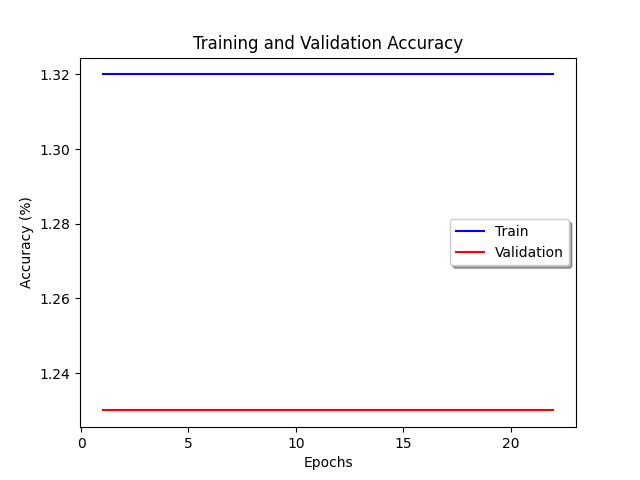 Training and Validation Accuracy
Accuracy (%)
1.32
1.30
1.28
1.26
1.24
Train
Validation
0 5 10 15 20
Epochs